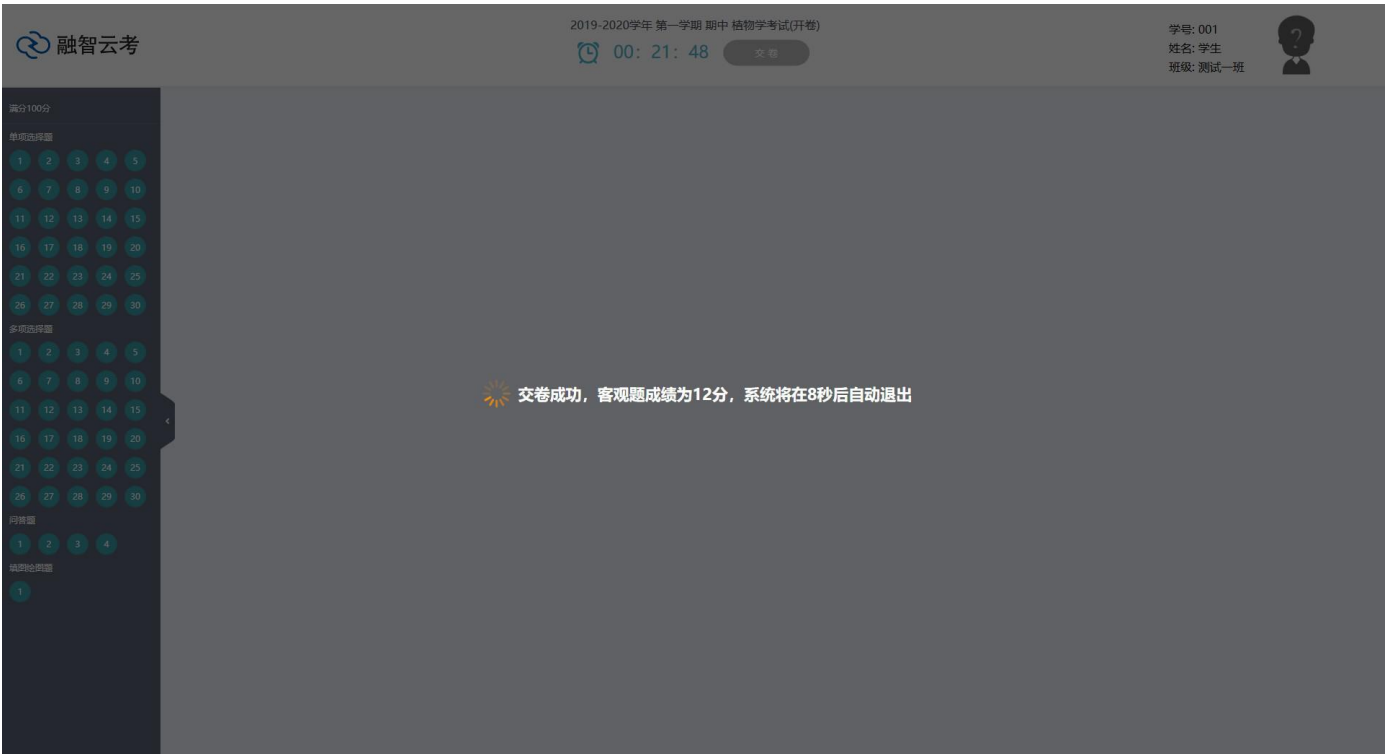 融智云考
2019-2020学年 第一学期 期中 植物学考试(开卷)
00: 21: 48
交卷
学号: 001
姓名: 学生
班级: 测试一班
满分100分
单项选择题
1 2 3 4 5
6 7 8 9 10
11 12 13 14 15
16 17 18 19 20
21 22 23 24 25
26 27 28 29 30
多项选择题
1 2 3 4 5
6 7 8 9 10
11 12 13 14 15
16 17 18 19 20
21 22 23 24 25
26 27 28 29 30
问答题
1 2 3 4
填图绘图题
1
交卷成功，客观题成绩为12分，系统将在8秒后自动退出